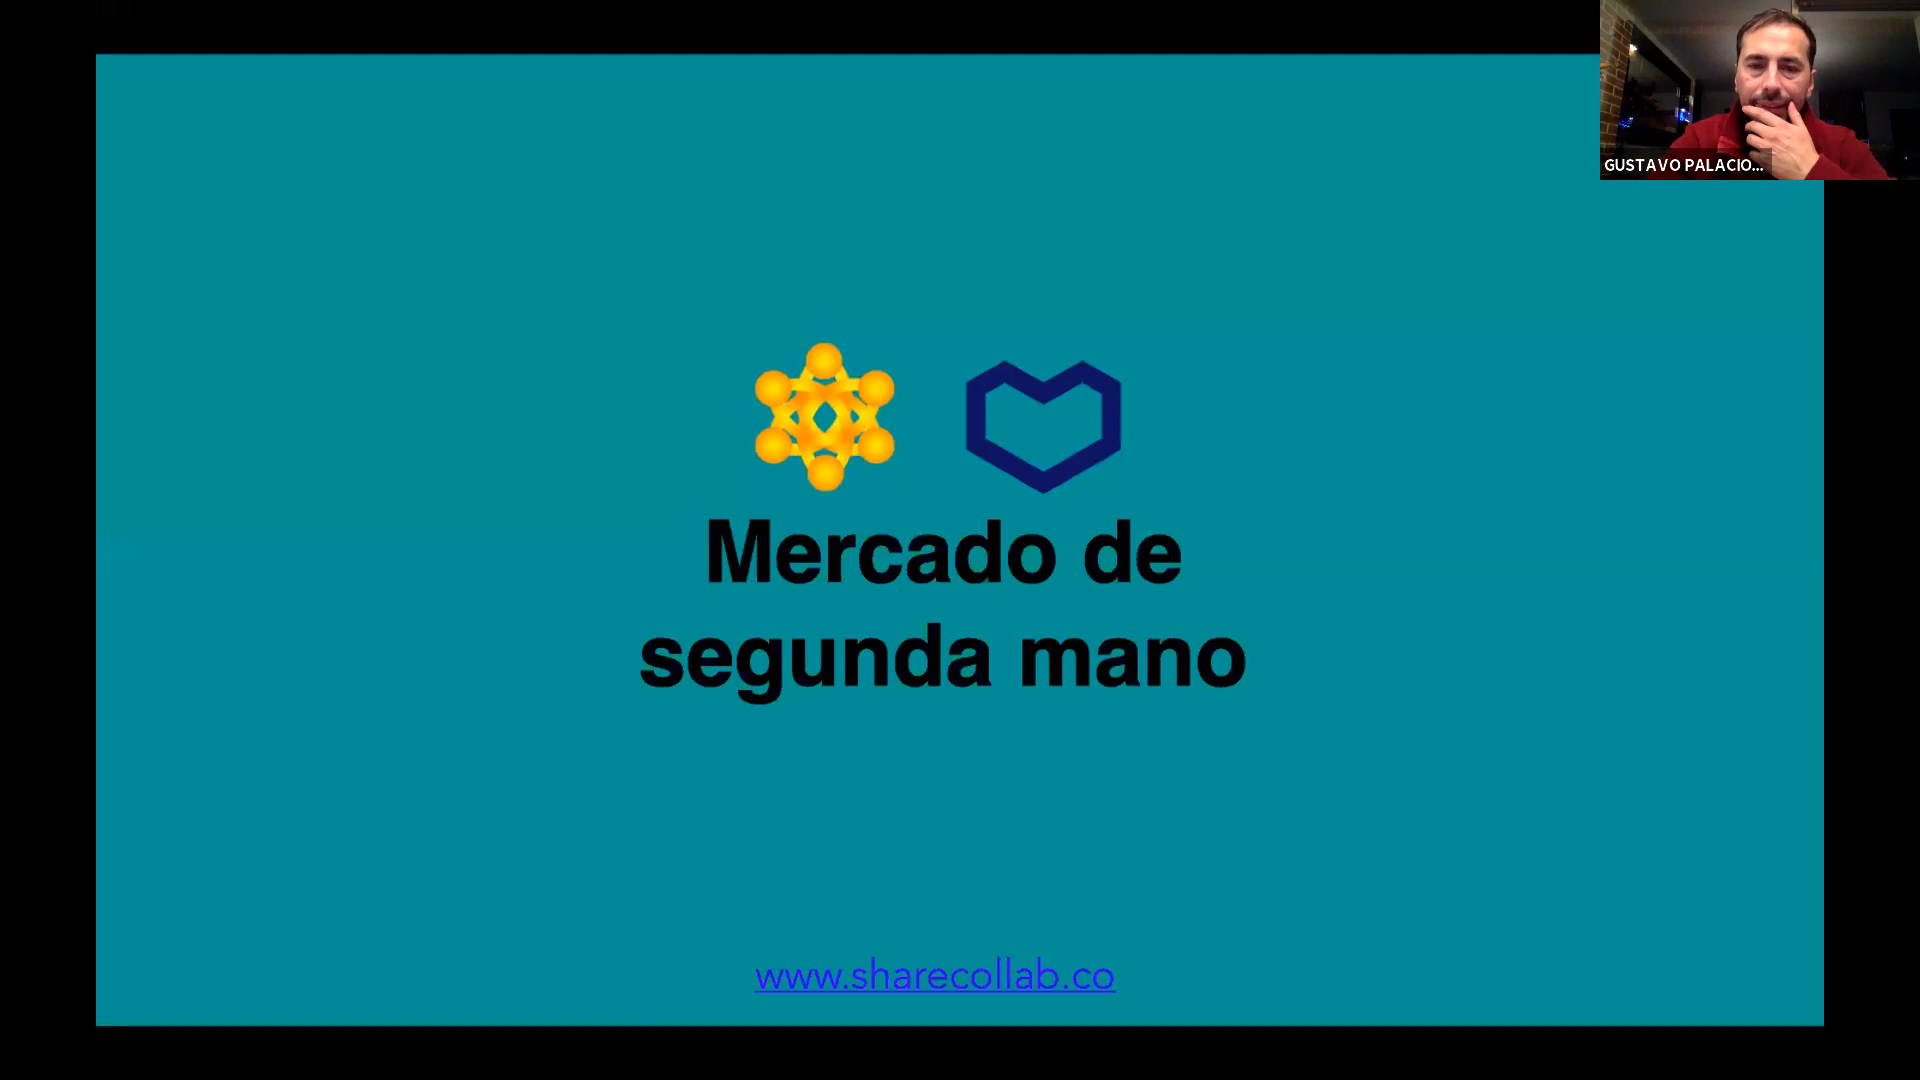 GUSTAVO PALACIO...
Mercado de
segunda mano
www.sharecollab.co